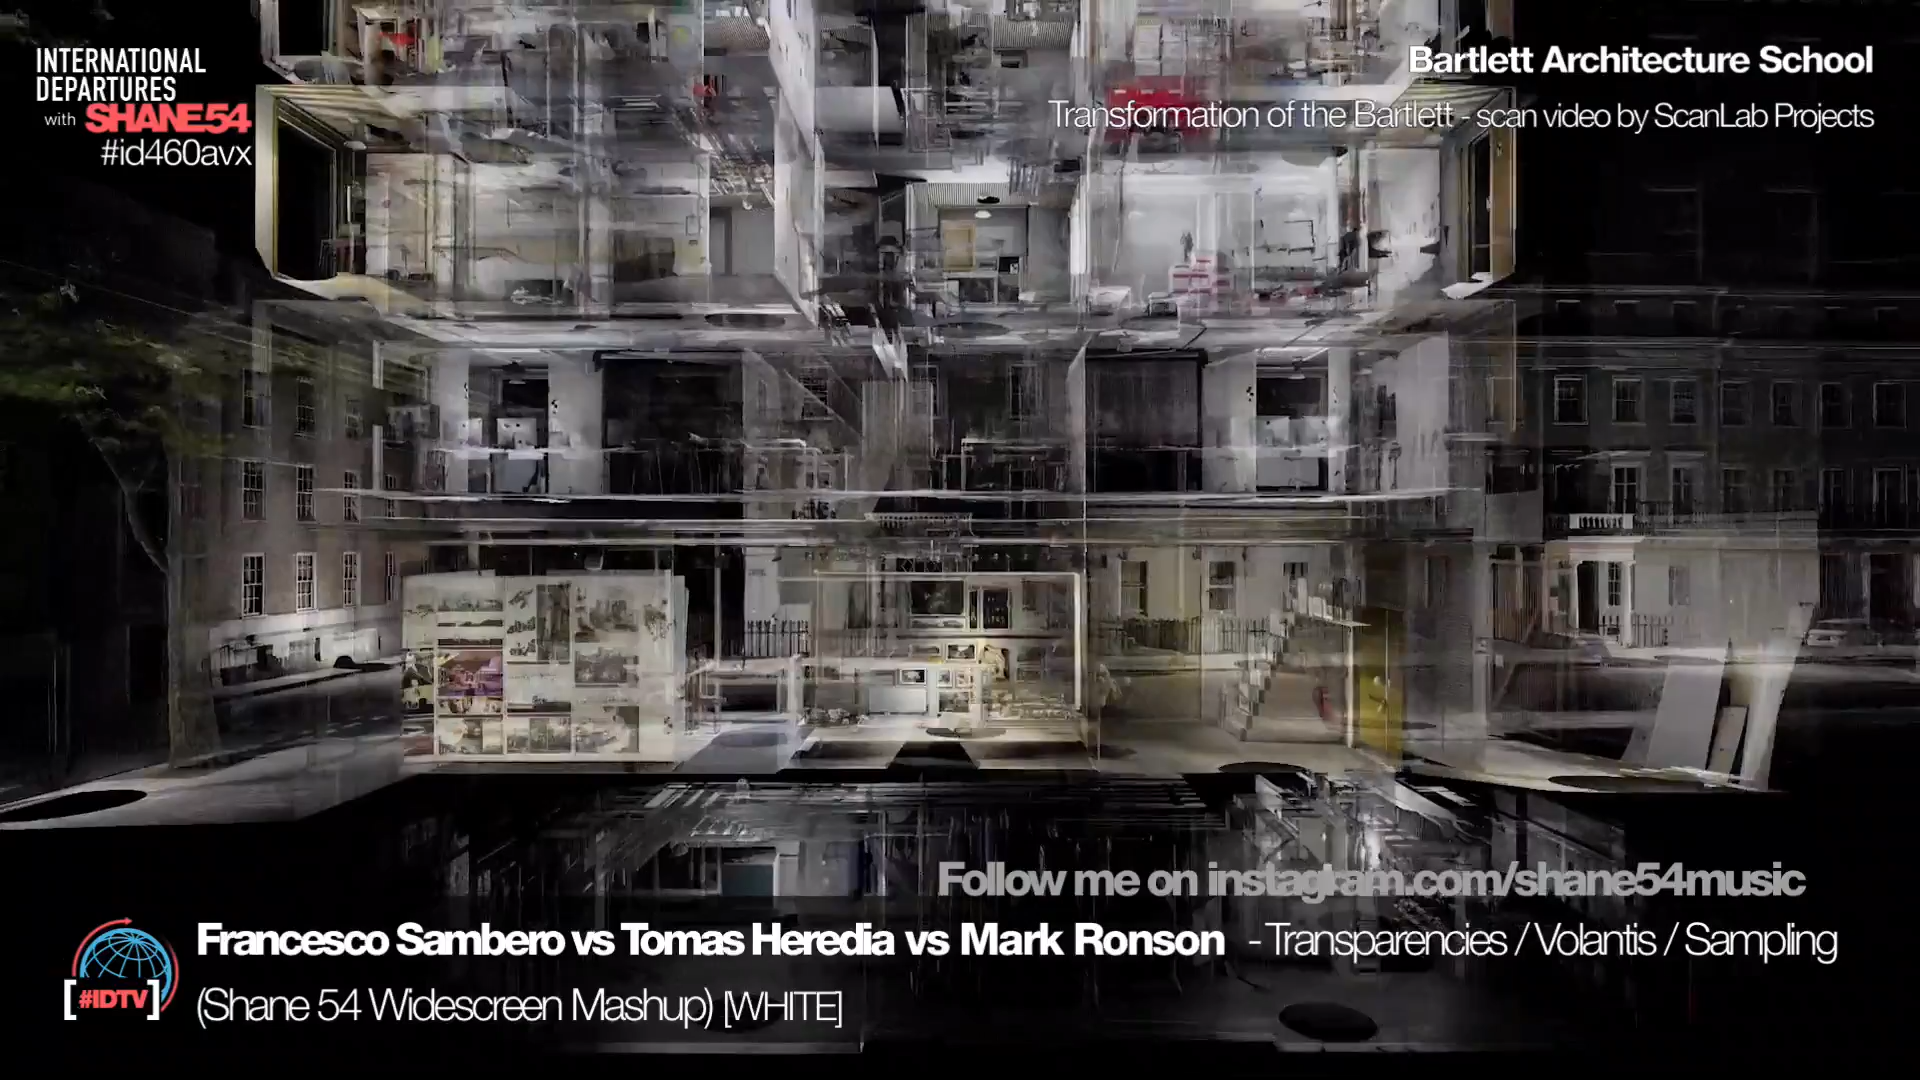 INTERNATIONAL
DEPARTURES
with SHANE54
#id460avx
Bartlett Architecture School
Transformation of the Bartlett - scan video by ScanLab Projects
Follow me on instagram.com/shane54music
Francesco Sambero vs Tomas Heredia vs Mark Ronson - Transparencies / Volantis / Sampling
(Shane 54 Widescreen Mashup) [WHITE]
[#IDTV]